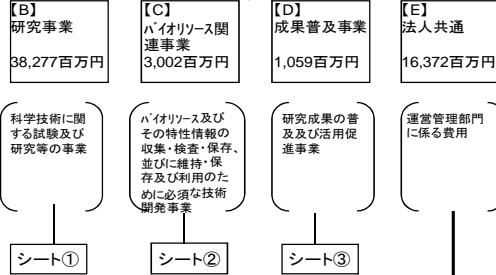 【B】
研究事業
38,277百万円
【C】
バイオリソース関
連事業
3,002百万円
【D】
成果普及事業
1,059百万円
【E】
法人共通
16,372百万円
科学技術に関
する試験及び
研究等の事業
バイオリソース及び
その特性情報の
収集・検査・保存、
並びに維持・保
存及び利用のた
めに必須な技術
開発事業
研究成果の普
及及び活用促
進事業
運営管理部門
に係る費用
シート①
シート②
シート③